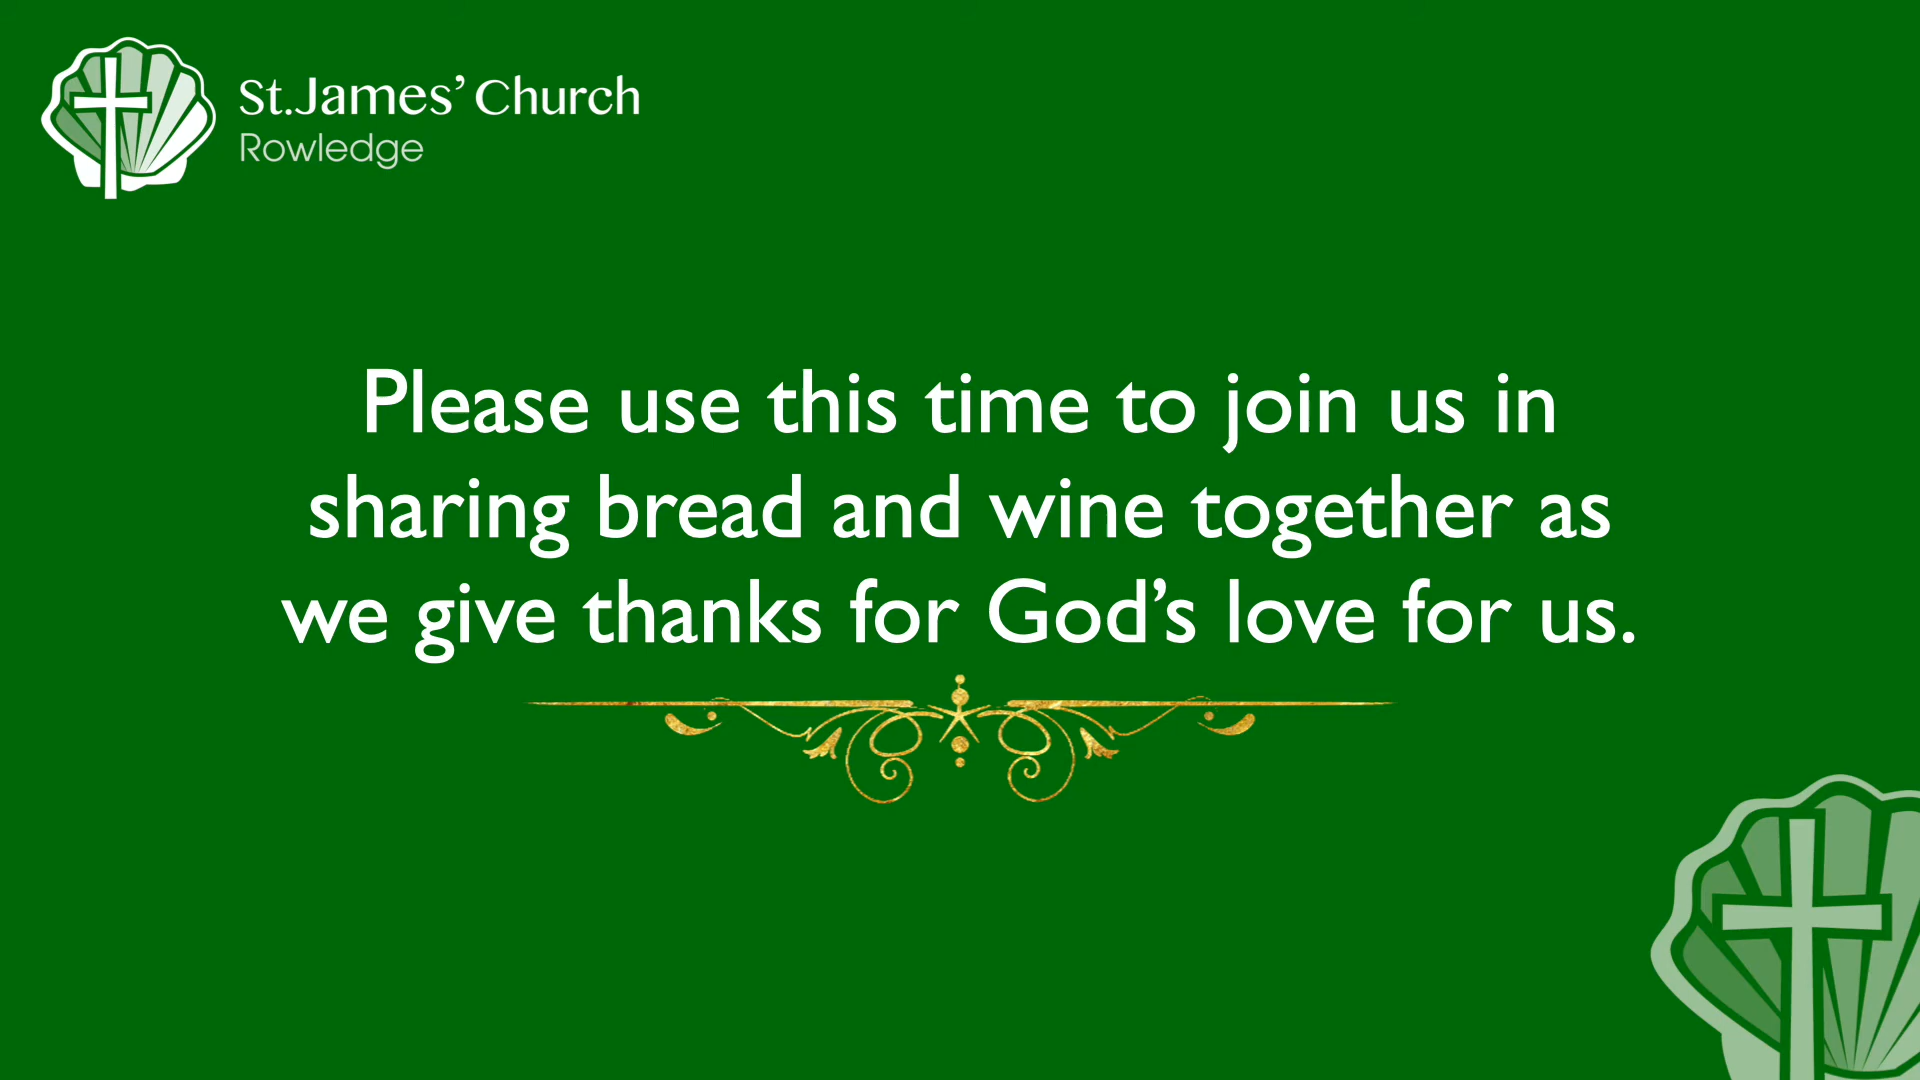 St.James’ Church
Rowledge
Please use this time to join us in
sharing bread and wine together as
we give thanks for God’s love for us.